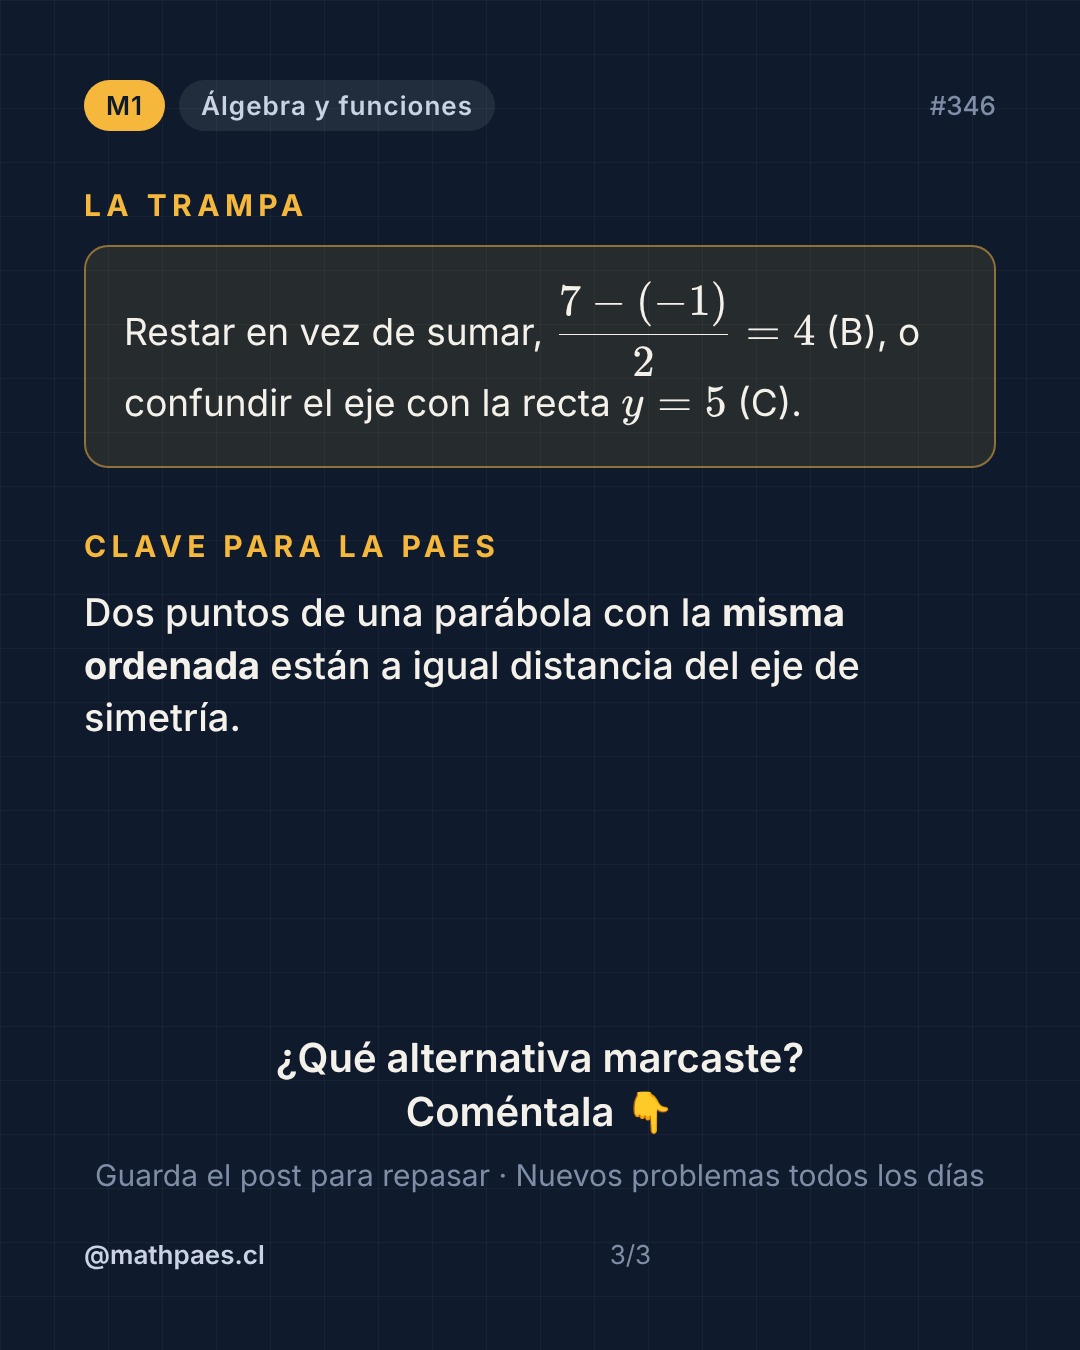 M1 Álgebra y funciones #346
LA TRAMPA
Restar en vez de sumar, \frac{7 - (-1)}{2} = 4 (B), o
confundir el eje con la recta y = 5 (C).
CLAVE PARA LA PAES
Dos puntos de una parábola con la misma
ordenada están a igual distancia del eje de
simetría.
¿Qué alternativa marcaste?
Coméntala 👇
Guarda el post para repasar · Nuevos problemas todos los días
@mathpaes.cl 3/3